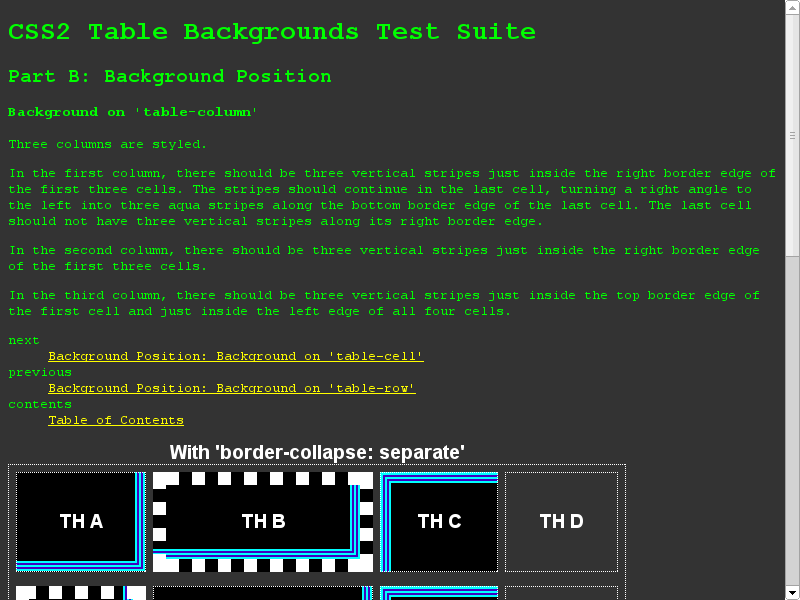 CSS2 Table Backgrounds Test Suite
Part B: Background Position
Background on 'table-column'
Three columns are styled.
In the first column, there should be three vertical stripes just inside the right border edge of
the first three cells. The stripes should continue in the last cell, turning a right angle to
the left into three aqua stripes along the bottom border edge of the last cell. The last cell
should not have three vertical stripes along its right border edge.
In the second column, there should be three vertical stripes just inside the right border edge
of the first three cells.
In the third column, there should be three vertical stripes just inside the top border edge of
the first cell and just inside the left edge of all four cells.
next
Background Position: Background on 'table-cell'
previous
Background Position: Background on 'table-row'
contents
Table of Contents
With 'border-collapse: separate'
TH A TH B TH C TH D